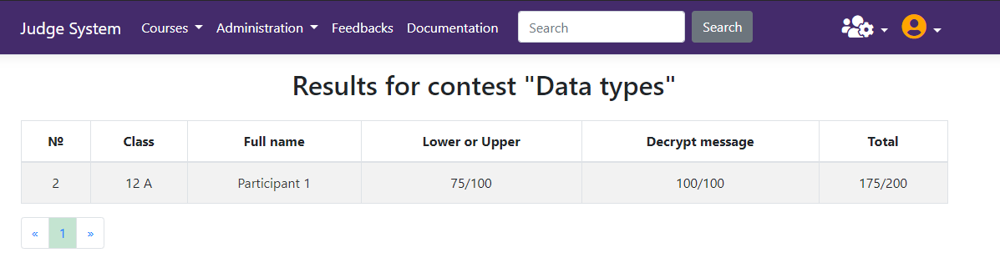 Judge System Courses Administration Feedbacks Documentation Search Search
Results for contest "Data types"
№ Class Full name Lower or Upper Decrypt message Total
2 12 A Participant 1 75/100 100/100 175/200
« 1 »